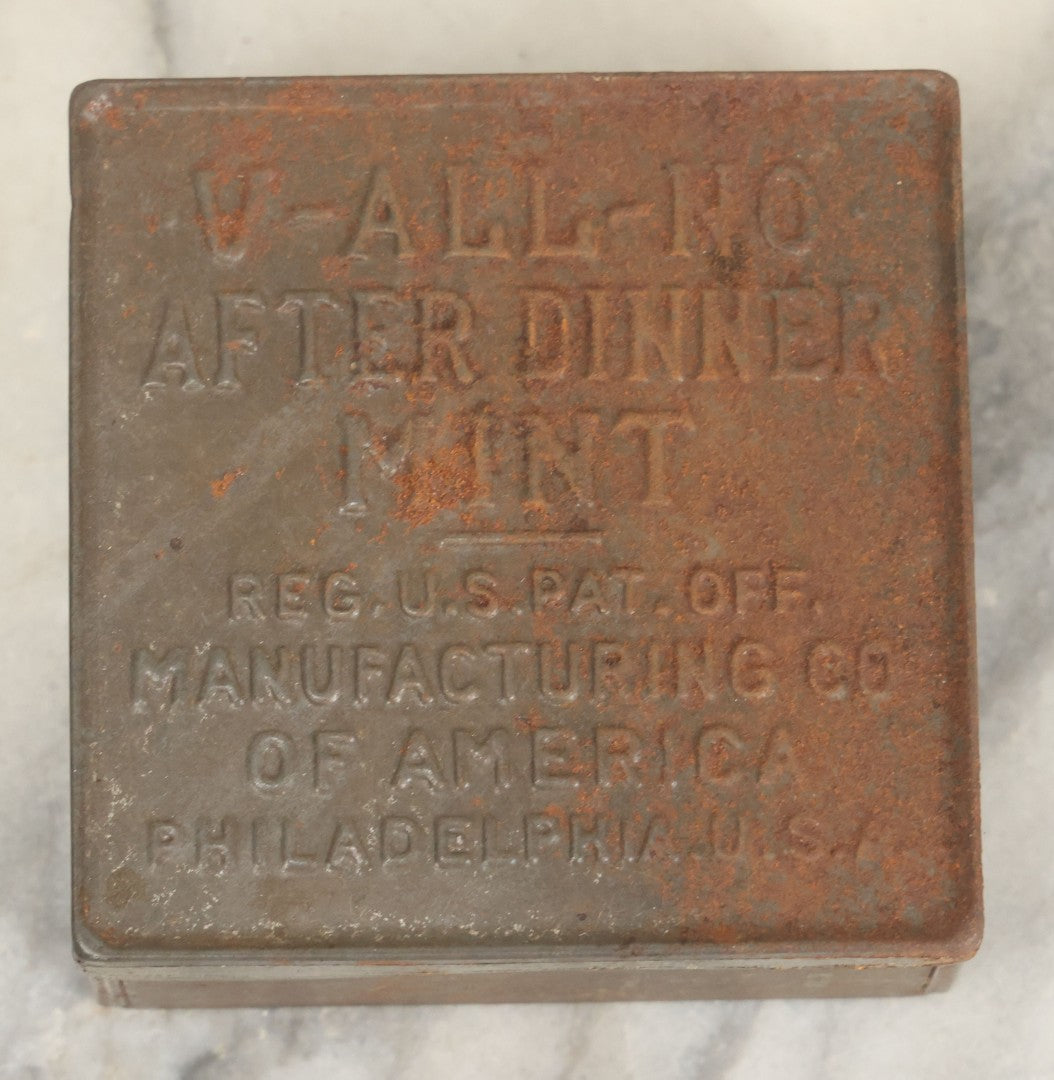 V-ALL-NO
AFTER DINNER
MINT
REG.U.S.PAT.OFF.
MANUFACTURING CO
OF AMERICA
PHILADELPHIA.U.S.A